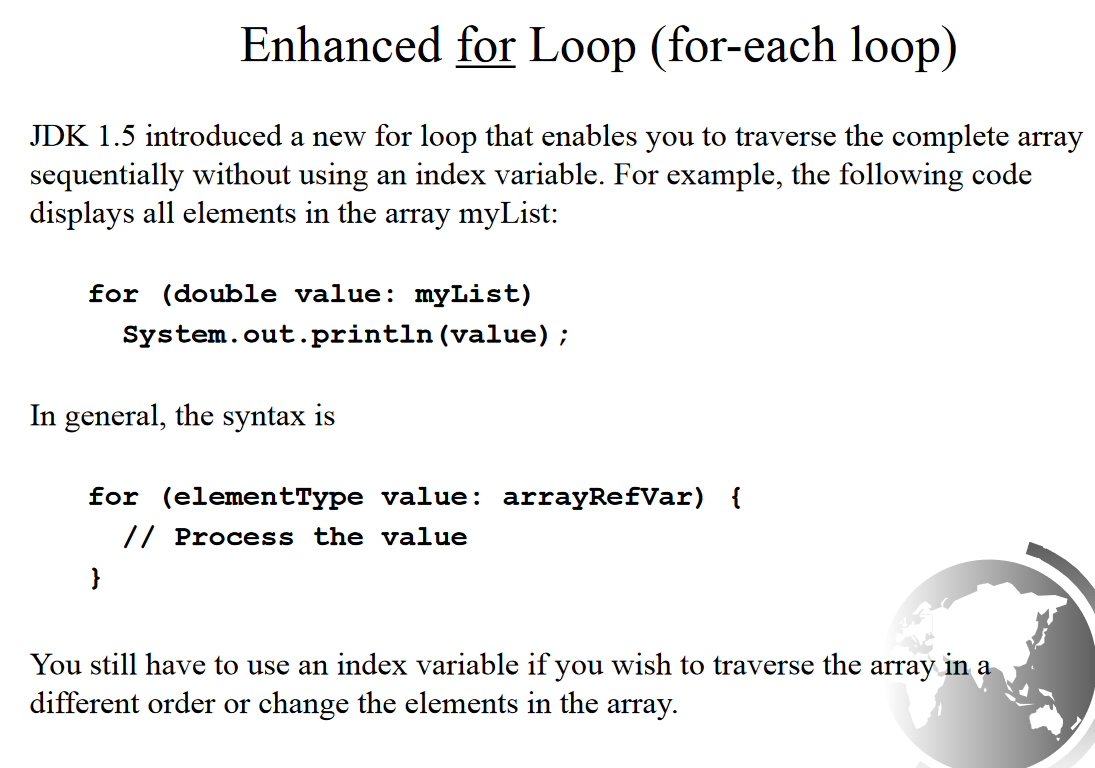 Enhanced for Loop (for-each loop)
JDK 1.5 introduced a new for loop that enables you to traverse the complete array
sequentially without using an index variable. For example, the following code
displays all elements in the array myList:
for (double value: myList)
System.out.println(value);
In general, the syntax is
for (elementType value: arrayRefVar) {
// Process the value
}
You still have to use an index variable if you wish to traverse the array in a
different order or change the elements in the array.